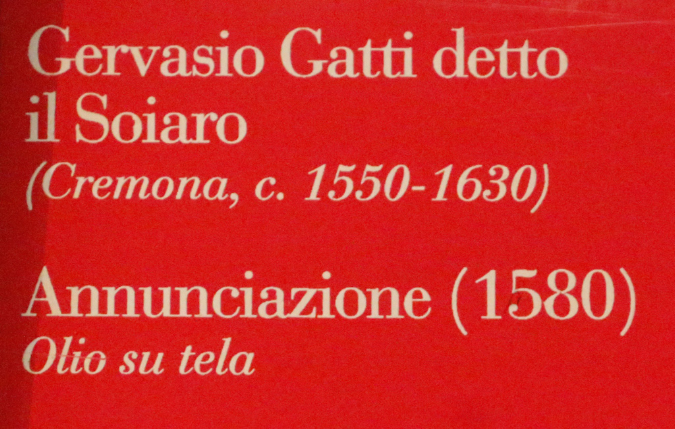 Gervasio Gatti detto
il Soiaro
(Cremona, c. 1550-1630)
Annunciazione (1580)
Olio su tela